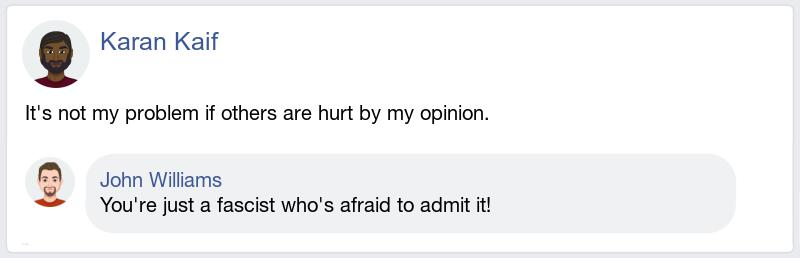 Karan Kaif
It's not my problem if others are hurt by my opinion.
John Williams
You're just a fascist who's afraid to admit it!